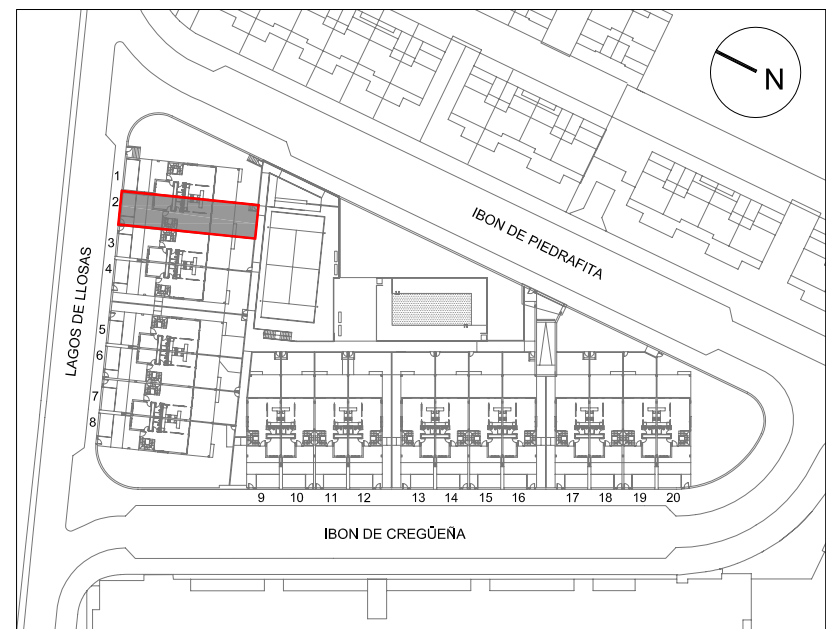 N
IBON DE PIEDRAFITA
LAGOS DE LLOSAS
1
2
3
4
5
6
7
8
9 10 11 12 13 14 15 16 17 18 19 20
IBON DE CREGÜEÑA